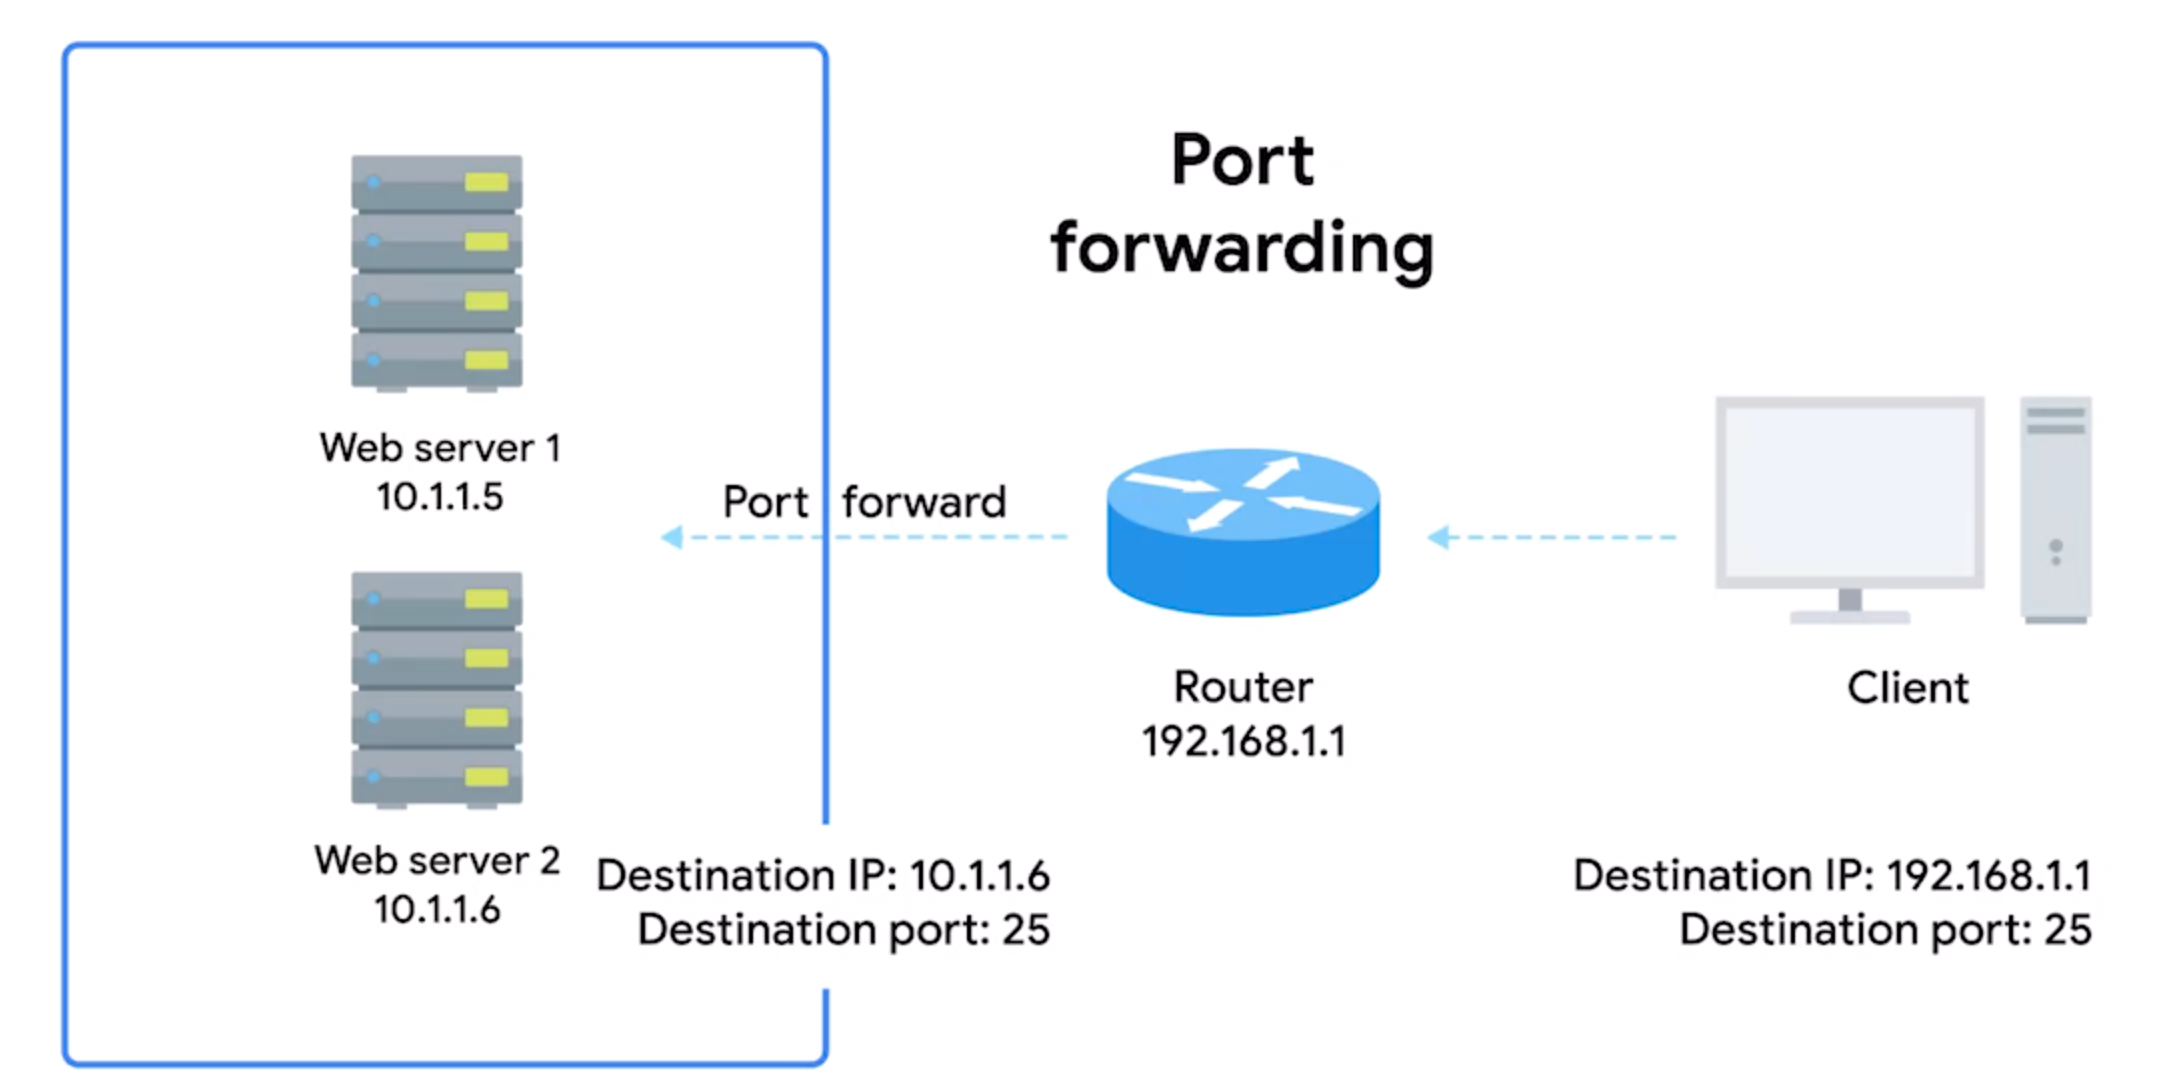 Port
forwarding
Web server 1
10.1.1.5
Port forward
Web server 2
10.1.1.6
Router
192.168.1.1
Client
Destination IP: 10.1.1.6
Destination port: 25
Destination IP: 192.168.1.1
Destination port: 25